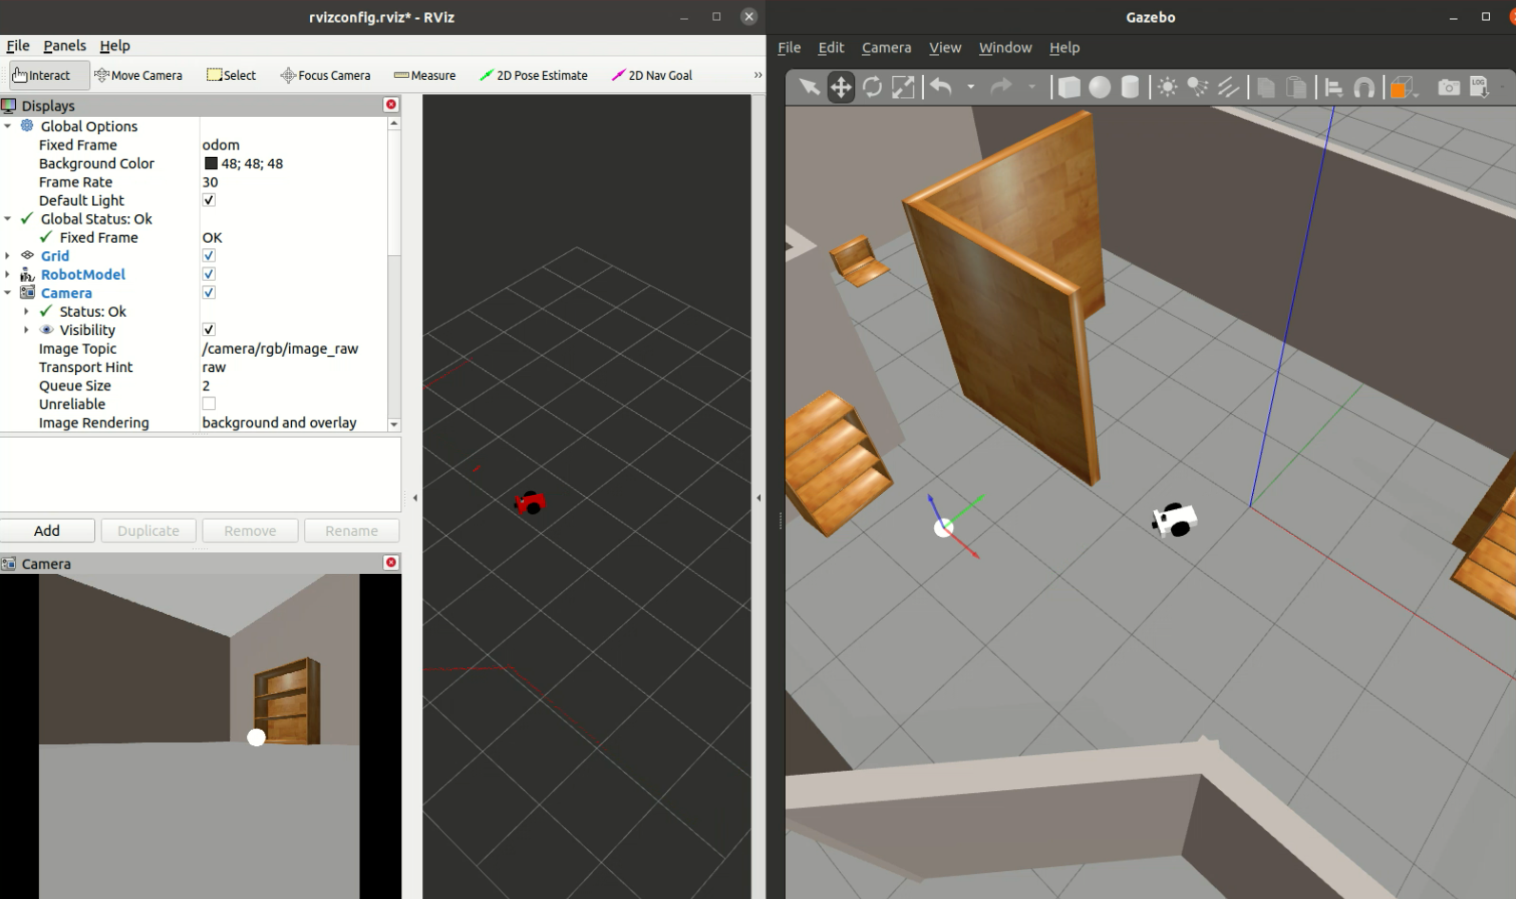 rvizconfig.rviz* - RViz
File Panels Help
Interact Move Camera Select Focus Camera Measure 2D Pose Estimate 2D Nav Goal »
Displays
Global Options
Fixed Frame odom
Background Color 48; 48; 48
Frame Rate 30
Default Light
Global Status: Ok
Fixed Frame OK
Grid
RobotModel
Camera
Status: Ok
Visibility
Image Topic /camera/rgb/image_raw
Transport Hint raw
Queue Size 2
Unreliable
Image Rendering background and overlay
Add Duplicate Remove Rename
Camera
Gazebo
File Edit Camera View Window Help
LOG